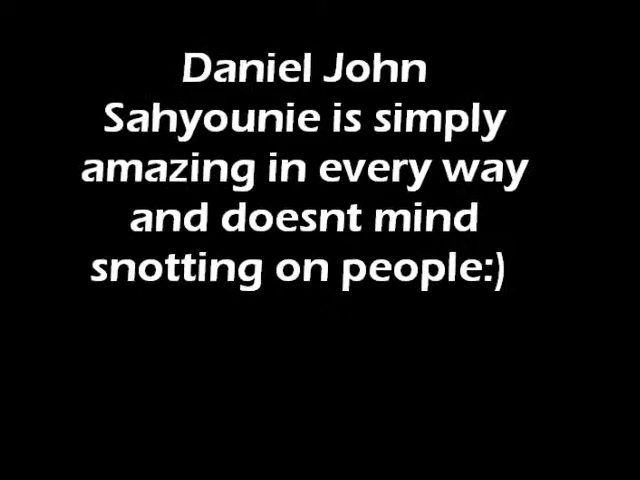 Daniel John
Sahyounie is simply
amazing in every way
and doesnt mind
snotting on people:)